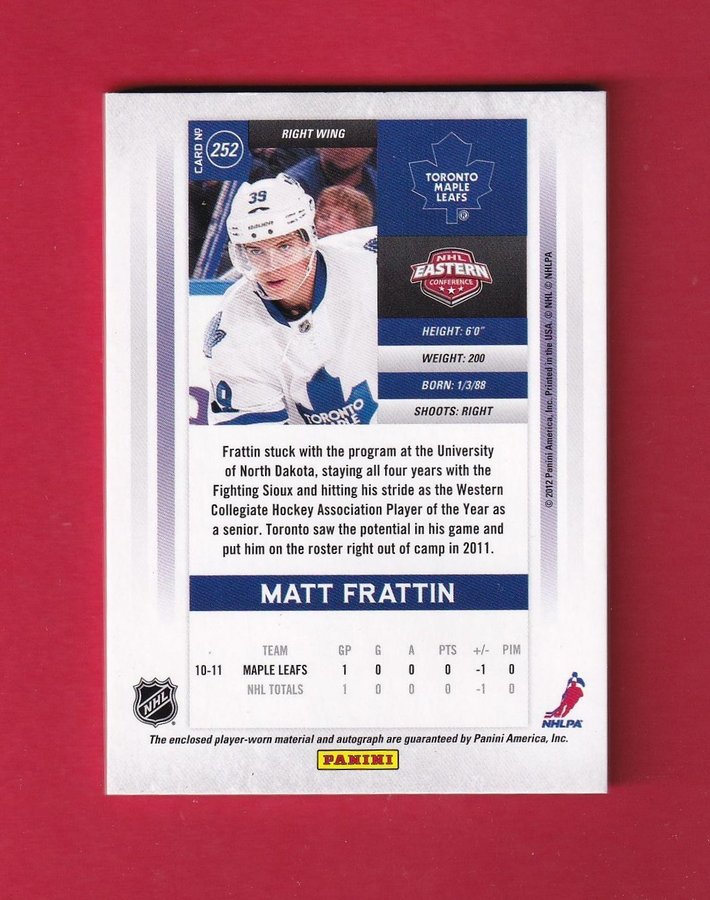 CARD Nº 252
RIGHT WING
39
TORONTO
MAPLE
LEAFS
®
NHL
EASTERN
CONFERENCE
HEIGHT: 6'0"
WEIGHT: 200
BORN: 1/3/88
SHOOTS: RIGHT
TORONTO
© 2012 Panini America, Inc. Printed in the USA. © NHL © NHLPA
Frattin stuck with the program at the University
of North Dakota, staying all four years with the
Fighting Sioux and hitting his stride as the Western
Collegiate Hockey Association Player of the Year as
a senior. Toronto saw the potential in his game and
put him on the roster right out of camp in 2011.
MATT FRATTIN
TEAM GP G A PTS +/- PIM
10-11 MAPLE LEAFS 1 0 0 0 -1 0
NHL TOTALS 1 0 0 0 -1 0
NHL
NHLPA
The enclosed player-worn material and autograph are guaranteed by Panini America, Inc.
PANINI